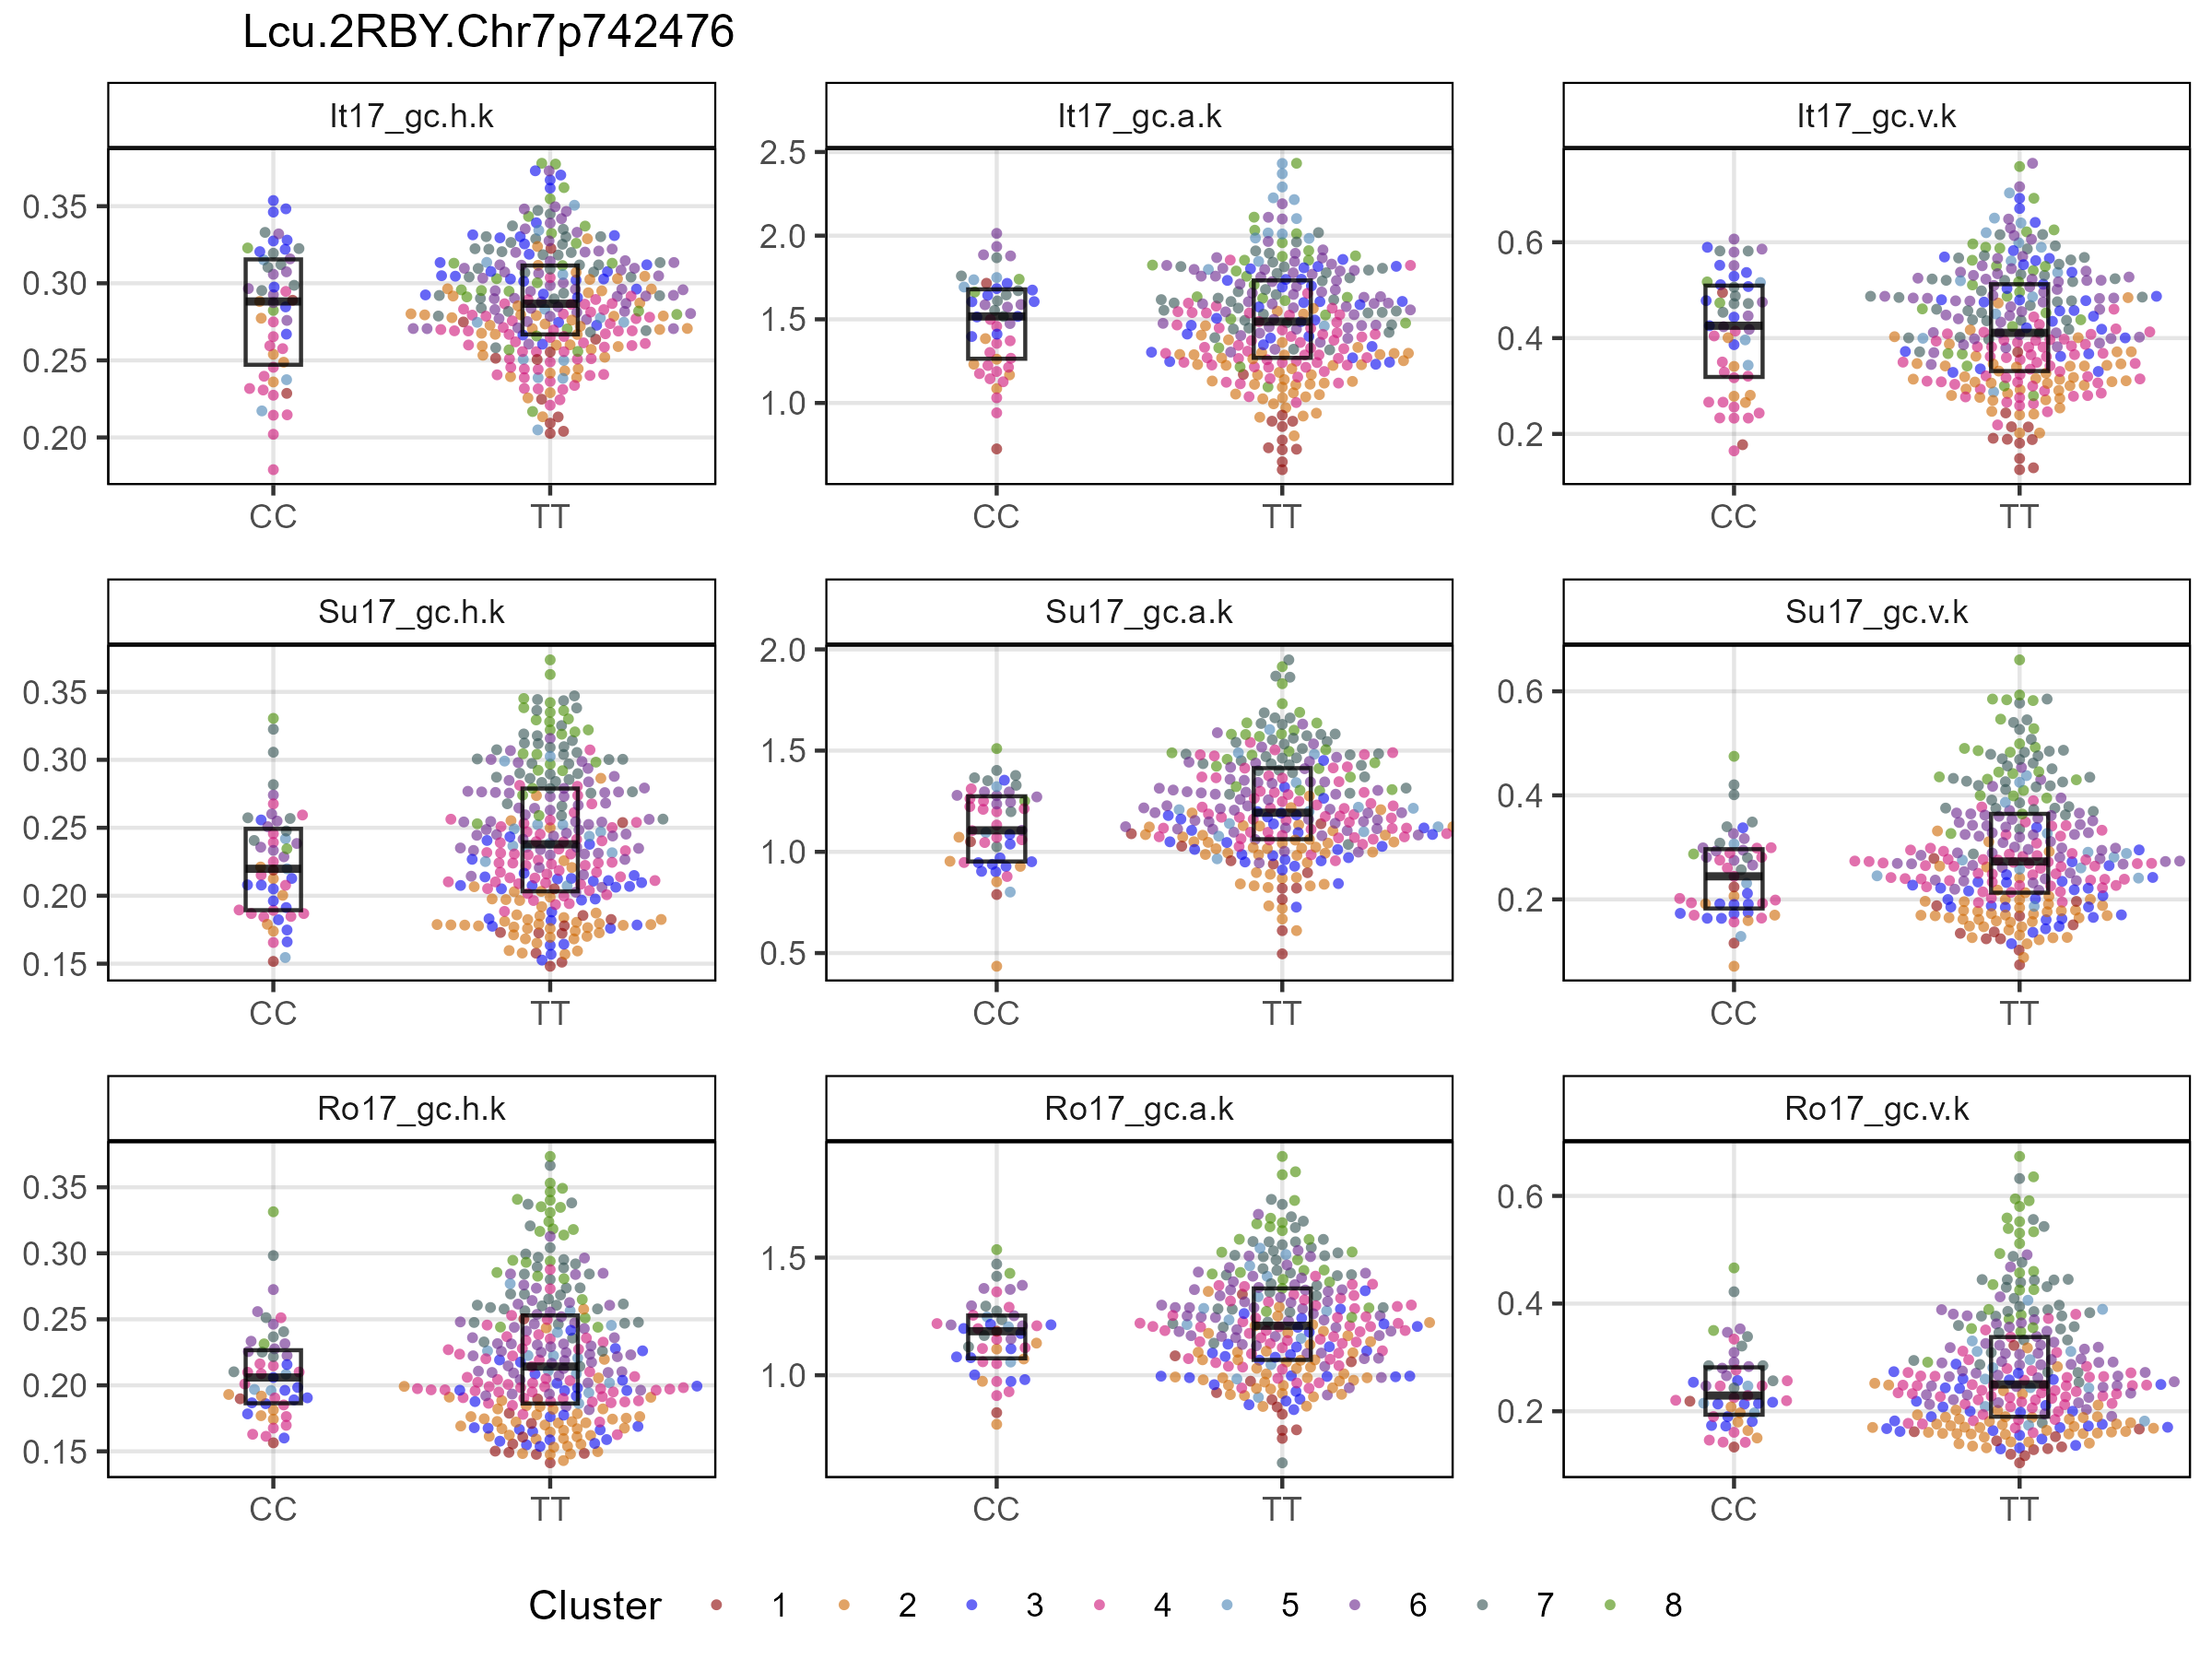 Lcu.2RBY.Chr7p742476
It17_gc.h.k
It17_gc.a.k
It17_gc.v.k
0.35
0.30
0.25
0.20
2.5
2.0
1.5
1.0
0.6
0.4
0.2
CC TT
CC TT
CC TT
Su17_gc.h.k
Su17_gc.a.k
Su17_gc.v.k
0.35
0.30
0.25
0.20
0.15
2.0
1.5
1.0
0.5
0.6
0.4
0.2
CC TT
CC TT
CC TT
Ro17_gc.h.k
Ro17_gc.a.k
Ro17_gc.v.k
0.35
0.30
0.25
0.20
0.15
1.5
1.0
0.6
0.4
0.2
CC TT
CC TT
CC TT
Cluster 1 2 3 4 5 6 7 8